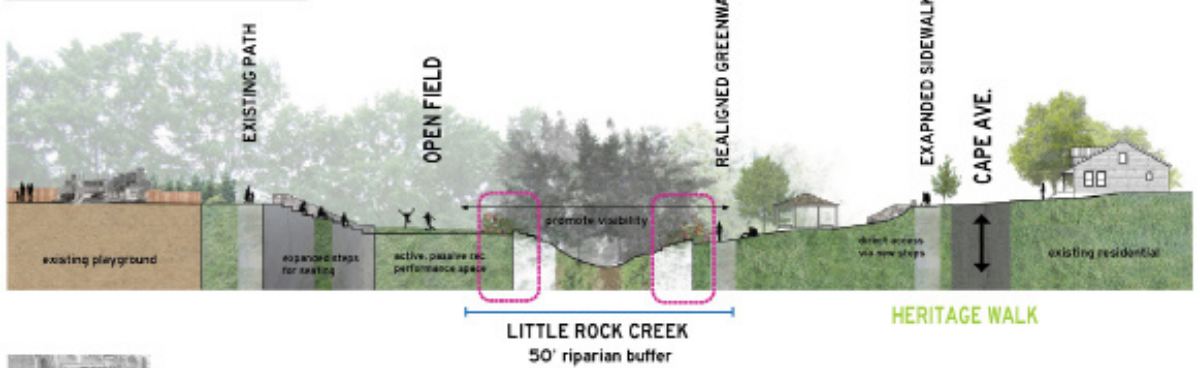 EXISTING PATH
OPEN FIELD
REALIGNED GREENWA
EXAPNDED SIDEWALK
CAPE AVE.
promote visibility
existing playground
expanded steps
for seating
active, passive rec.
performance space
direct access
via new steps
existing residential
LITTLE ROCK CREEK
50' riparian buffer
HERITAGE WALK